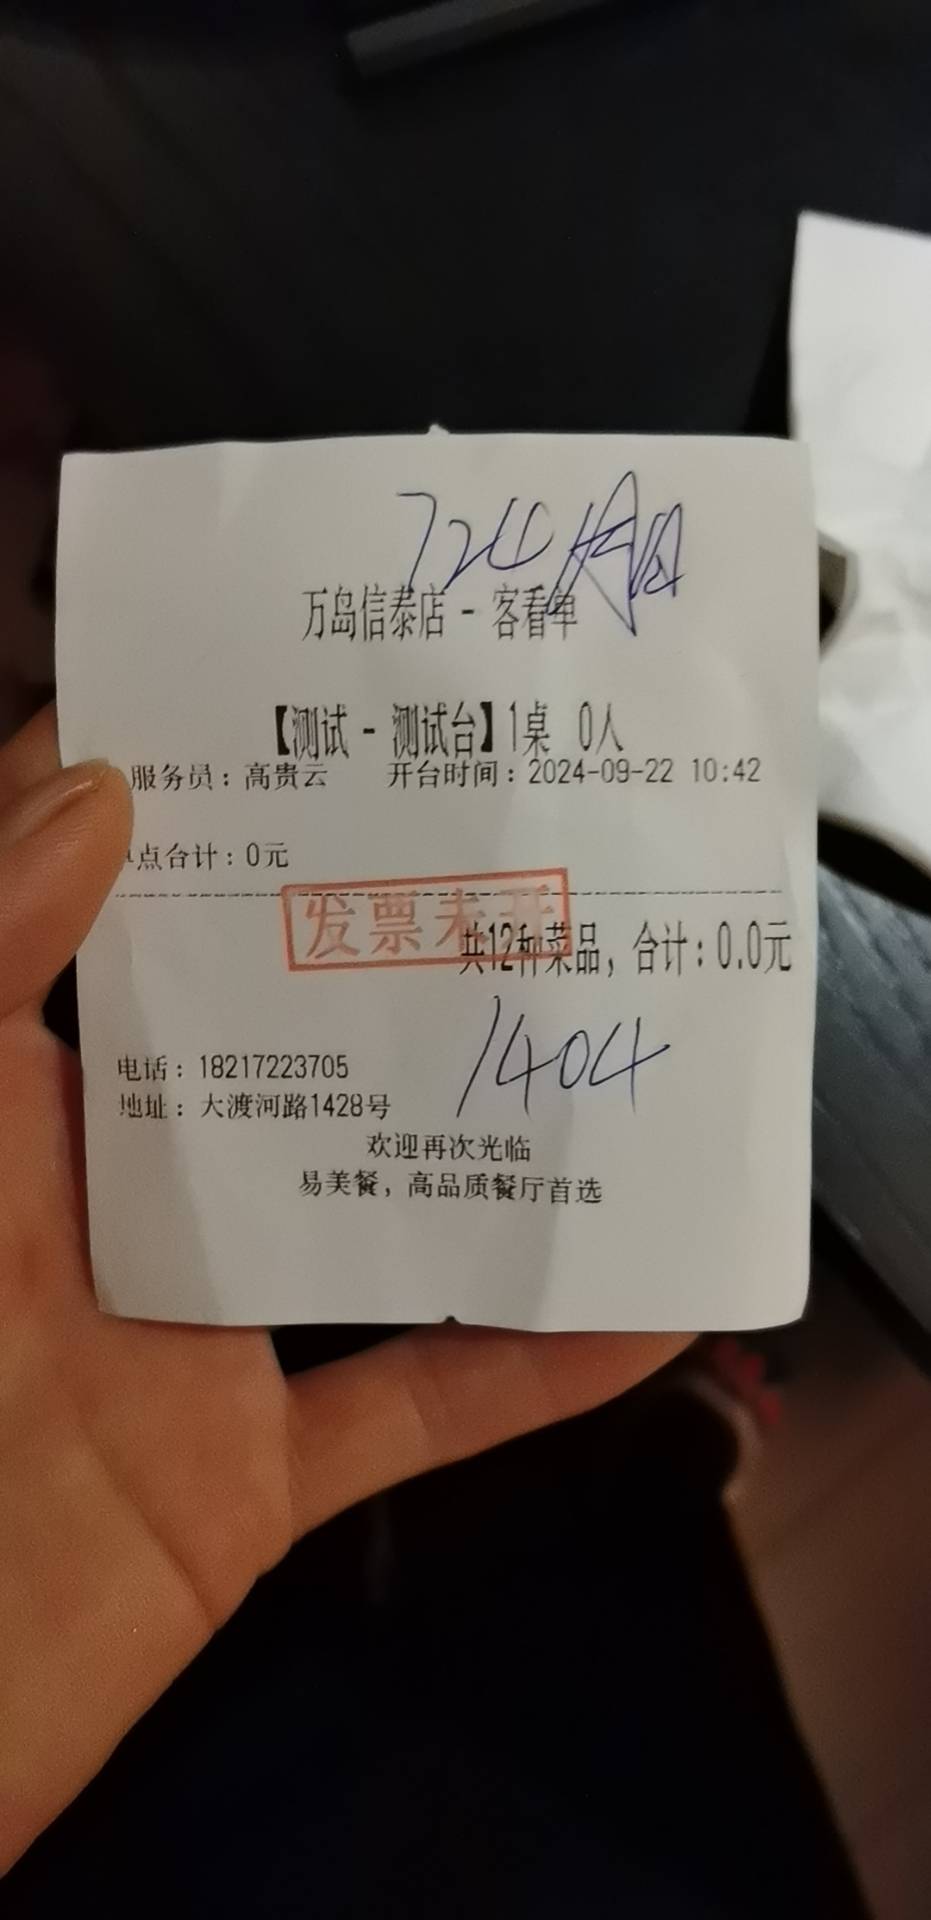 万岛信泰店 - 客看单
【测试 - 测试台】1桌 0人
服务员：高贵云 开台时间：2024-09-22 10:42
点台计：0元
发票未开
共12种菜品，合计：0.0元
1404
电话：18217223705
地址：大渡河路1428号
欢迎再次光临
易美餐，高品质餐厅首选